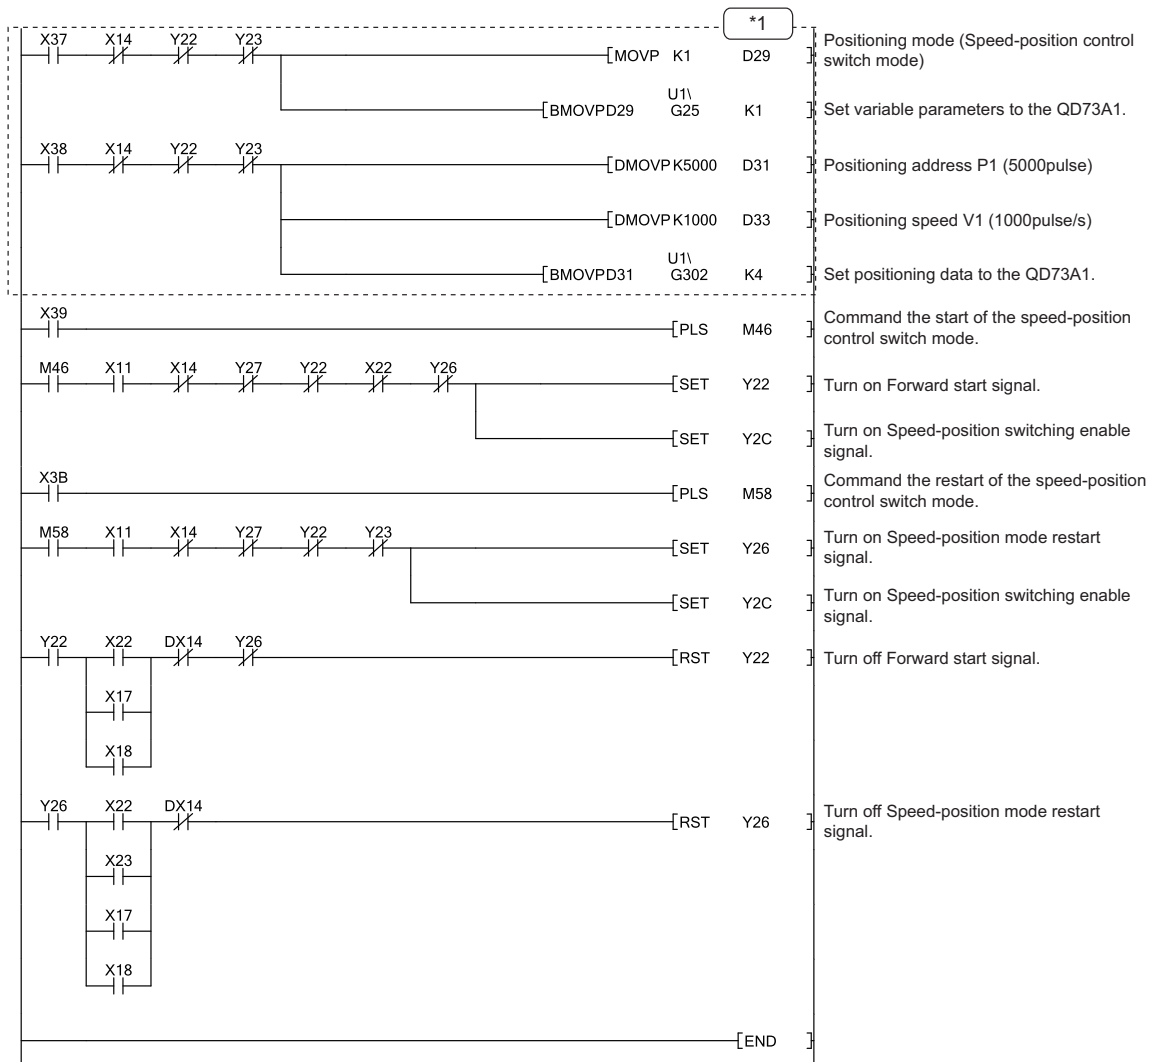 *1
X37 X14 Y22 Y23 MOVP K1 D29 Positioning mode (Speed-position control
switch mode)
U1\
BMOVPD29 G25 K1 Set variable parameters to the QD73A1.
X38 X14 Y22 Y23 DMOVPK5000 D31 Positioning address P1 (5000pulse)
DMOVPK1000 D33 Positioning speed V1 (1000pulse/s)
U1\
BMOVPD31 G302 K4 Set positioning data to the QD73A1.
X39 PLS M46 Command the start of the speed-position
control switch mode.
M46 X11 X14 Y27 Y22 X22 Y26 SET Y22 Turn on Forward start signal.
SET Y2C Turn on Speed-position switching enable
signal.
X3B PLS M58 Command the restart of the speed-position
control switch mode.
M58 X11 X14 Y27 Y22 Y23 SET Y26 Turn on Speed-position mode restart
signal.
SET Y2C Turn on Speed-position switching enable
signal.
Y22 X22 DX14 Y26 RST Y22 Turn off Forward start signal.
X17
X18
Y26 X22 DX14 RST Y26 Turn off Speed-position mode restart
signal.
X23
X17
X18
END